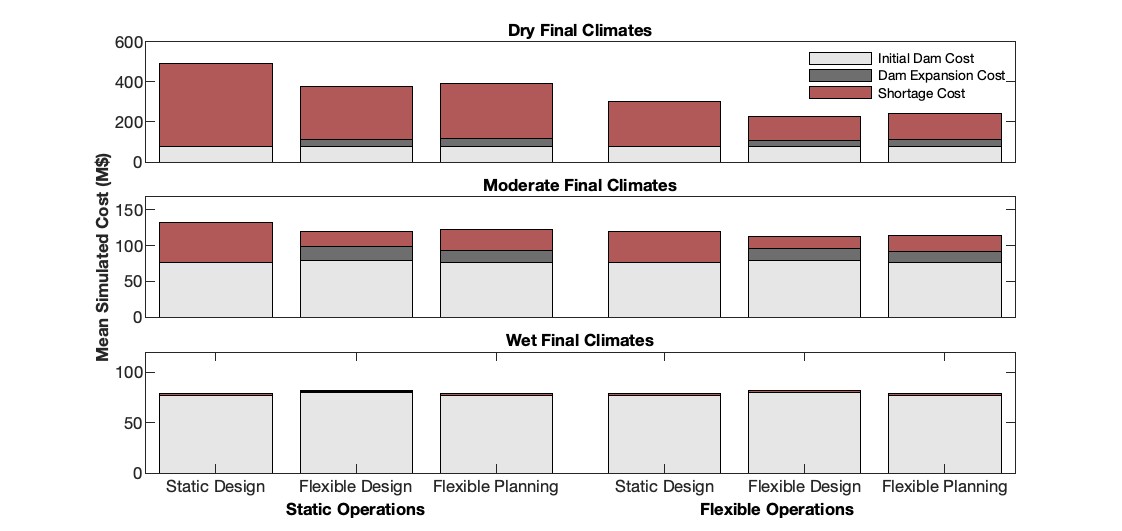 Dry Final Climates
600
400
200
0
Initial Dam Cost
Dam Expansion Cost
Shortage Cost
Mean Simulated Cost (M$)
Moderate Final Climates
150
100
50
0
Wet Final Climates
100
50
0
Static Design Flexible Design Flexible Planning Static Design Flexible Design Flexible Planning
Static Operations Flexible Operations